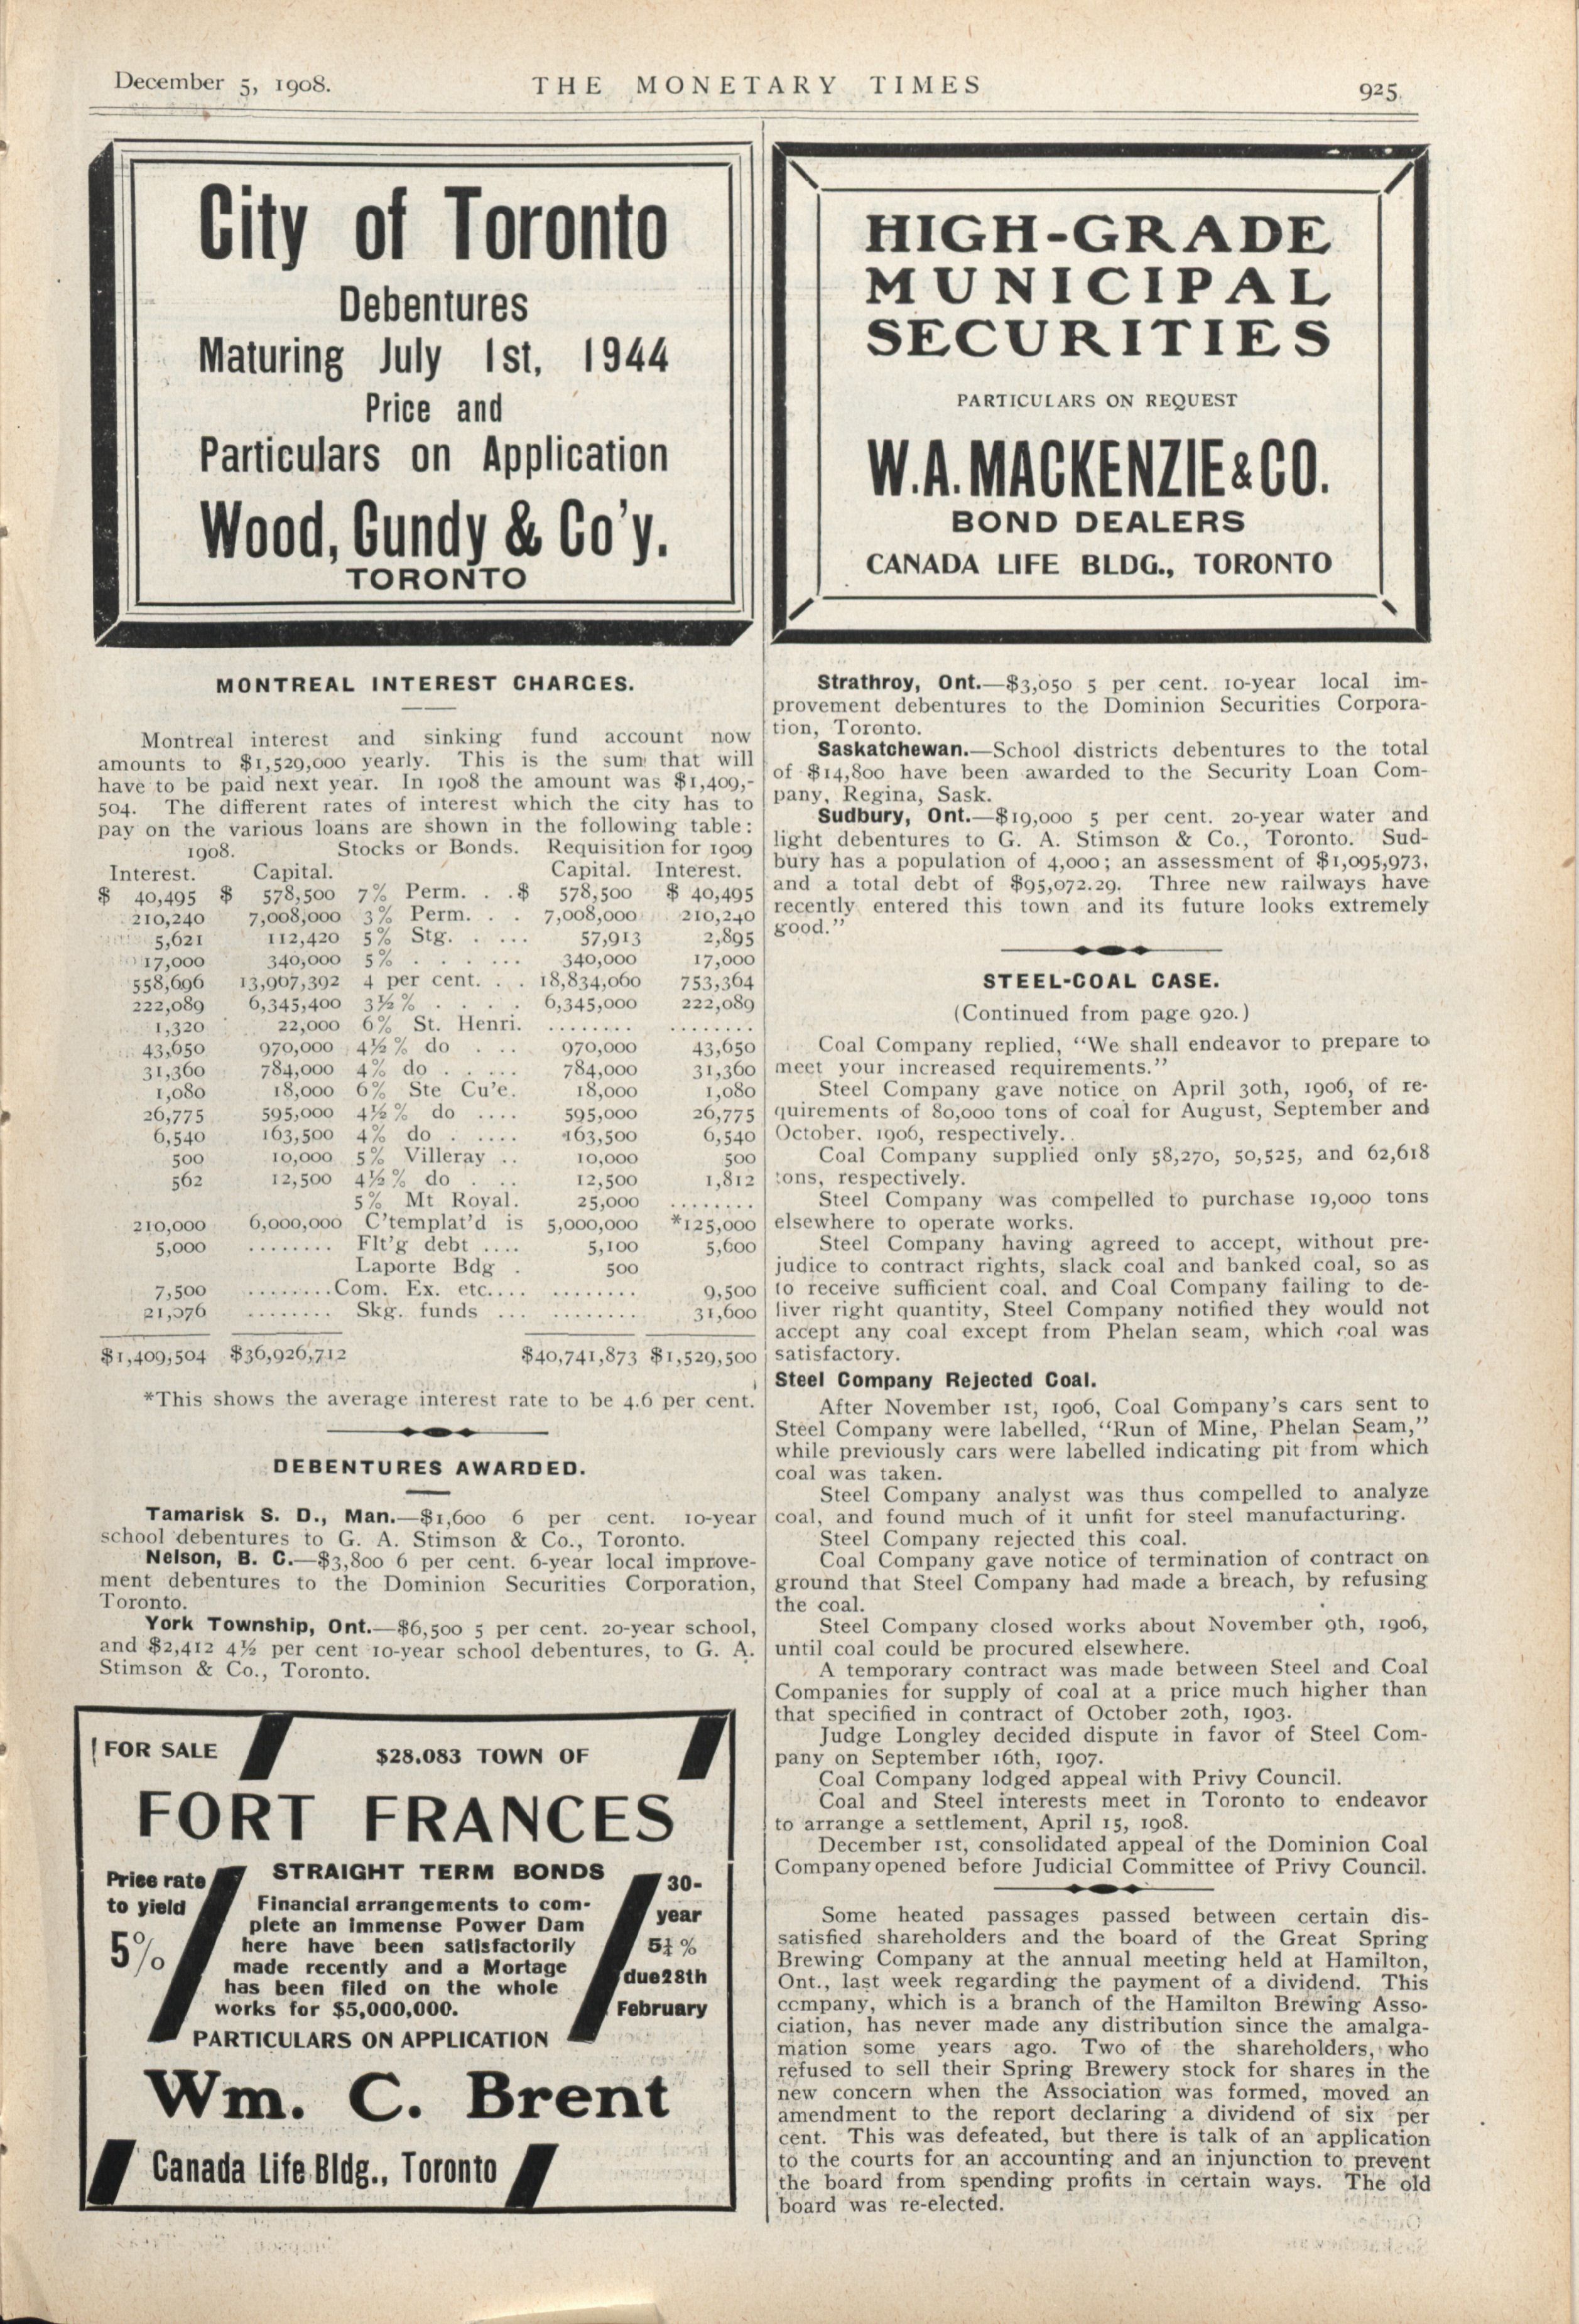 December 5, 1908.
THE MONETARY TIMES
925.
City of Toronto
Debentures
Maturing July 1st, 1944
Price and
Particulars on Application
Wood, Gundy & Co'y.
TORONTO
HIGH-GRADE
MUNICIPAL
SECURITIES
PARTICULARS ON REQUEST
W.A. MACKENZIE & CO.
BOND DEALERS
CANADA LIFE BLDG., TORONTO
MONTREAL INTEREST CHARGES.
Montreal interest and sinking fund account now
amounts to $1,529,000 yearly. This is the sum that will
have to be paid next year. In 1908 the amount was $1,409,-
504. The different rates of interest which the city has to
pay on the various loans are shown in the following table:
1908. Stocks or Bonds. Requisition for 1909
Interest. Capital. Capital. Interest.
$ 40,495 $ 578,500 7% Perm. . .$ 578,500 $ 40,495
210,240 7,008,000 3% Perm. . . 7,008,000 210,240
5,621 112,420 5% Stg. . ... 57,913 2,895
17,000 340,000 5% . . . ... 340,000 17,000
558,696 13,967,392 4 per cent. . . 18,834,060 753,364
222,089 6,345,400 3½% . . . . 6,345,000 222,089
1,320 22,000 6% St. Henri. ........ ........
43,650 970,000 4½% do . .. 970,000 43,650
31,360 784,000 4% do . . ... 784,000 31,360
1,080 18,000 6% Ste Cu'e. 18,000 1,080
26,775 595,000 4½% do .... 595,000 26,775
6,540 163,500 4% do . .... 163,500 6,540
500 10,000 5% Villeray .. 10,000 500
562 12,500 4½% do . .. 12,500 1,812
5% Mt Royal. 25,000 ........
210,000 6,000,000 C'templat'd is 5,000,000 *125,000
5,000 ........ Flt'g debt .... 5,100 5,600
Laporte Bdg . 500
7,500 ........Com. Ex. etc.... ........ 9,500
21,076 ........ Skg. funds ... ......... 31,600
$1,409,504 $36,926,712 $40,741,873 $1,529,500
*This shows the average interest rate to be 4.6 per cent.
DEBENTURES AWARDED.
Tamarisk S. D., Man.—$1,600 6 per cent. 10-year
school debentures to G. A. Stimson & Co., Toronto.
Nelson, B. C.—$3,800 6 per cent. 6-year local improve-
ment debentures to the Dominion Securities Corporation,
Toronto.
York Township, Ont.—$6,500 5 per cent. 20-year school,
and $2,412 4½ per cent 10-year school debentures, to G. A.
Stimson & Co., Toronto.
FOR SALE
$28.083 TOWN OF
FORT FRANCES
STRAIGHT TERM BONDS
Price rate
to yield
5%
Financial arrangements to com-
plete an immense Power Dam
here have been satisfactorily
made recently and a Mortage
has been filed on the whole
works for $5,000,000.
30-
year
5¼%
due 28th
February
PARTICULARS ON APPLICATION
Wm. C. Brent
Canada Life Bldg., Toronto
Strathroy, Ont.—$3,050 5 per cent. 10-year local im-
provement debentures to the Dominion Securities Corpora-
tion, Toronto.
Saskatchewan.—School districts debentures to the total
of $14,800 have been awarded to the Security Loan Com-
pany, Regina, Sask.
Sudbury, Ont.—$19,000 5 per cent. 20-year water and
light debentures to G. A. Stimson & Co., Toronto. Sud-
bury has a population of 4,000; an assessment of $1,095,973,
and a total debt of $95,072.29. Three new railways have
recently entered this town and its future looks extremely
good."
STEEL-COAL CASE.
(Continued from page 920.)
Coal Company replied, "We shall endeavor to prepare to
meet your increased requirements."
Steel Company gave notice on April 30th, 1906, of re-
quirements of 80,000 tons of coal for August, September and
October. 1906, respectively.
Coal Company supplied only 58,270, 50,525, and 62,618
tons, respectively.
Steel Company was compelled to purchase 19,000 tons
elsewhere to operate works.
Steel Company having agreed to accept, without pre-
judice to contract rights, slack coal and banked coal, so as
to receive sufficient coal, and Coal Company failing to de-
liver right quantity, Steel Company notified they would not
accept any coal except from Phelan seam, which coal was
satisfactory.
Steel Company Rejected Coal.
After November 1st, 1906, Coal Company's cars sent to
Steel Company were labelled, "Run of Mine, Phelan Seam,"
while previously cars were labelled indicating pit from which
coal was taken.
Steel Company analyst was thus compelled to analyze
coal, and found much of it unfit for steel manufacturing.
Steel Company rejected this coal.
Coal Company gave notice of termination of contract on
ground that Steel Company had made a breach, by refusing
the coal.
Steel Company closed works about November 9th, 1906,
until coal could be procured elsewhere.
A temporary contract was made between Steel and Coal
Companies for supply of coal at a price much higher than
that specified in contract of October 20th, 1903.
Judge Longley decided dispute in favor of Steel Com-
pany on September 16th, 1907.
Coal Company lodged appeal with Privy Council.
Coal and Steel interests meet in Toronto to endeavor
to arrange a settlement, April 15, 1908.
December 1st, consolidated appeal of the Dominion Coal
Company opened before Judicial Committee of Privy Council.
Some heated passages passed between certain dis-
satisfied shareholders and the board of the Great Spring
Brewing Company at the annual meeting held at Hamilton,
Ont., last week regarding the payment of a dividend. This
company, which is a branch of the Hamilton Brewing Asso-
ciation, has never made any distribution since the amalga-
mation some years ago. Two of the shareholders, who
refused to sell their Spring Brewery stock for shares in the
new concern when the Association was formed, moved an
amendment to the report declaring a dividend of six per
cent. This was defeated, but there is talk of an application
to the courts for an accounting and an injunction to prevent
the board from spending profits in certain ways. The old
board was re-elected.